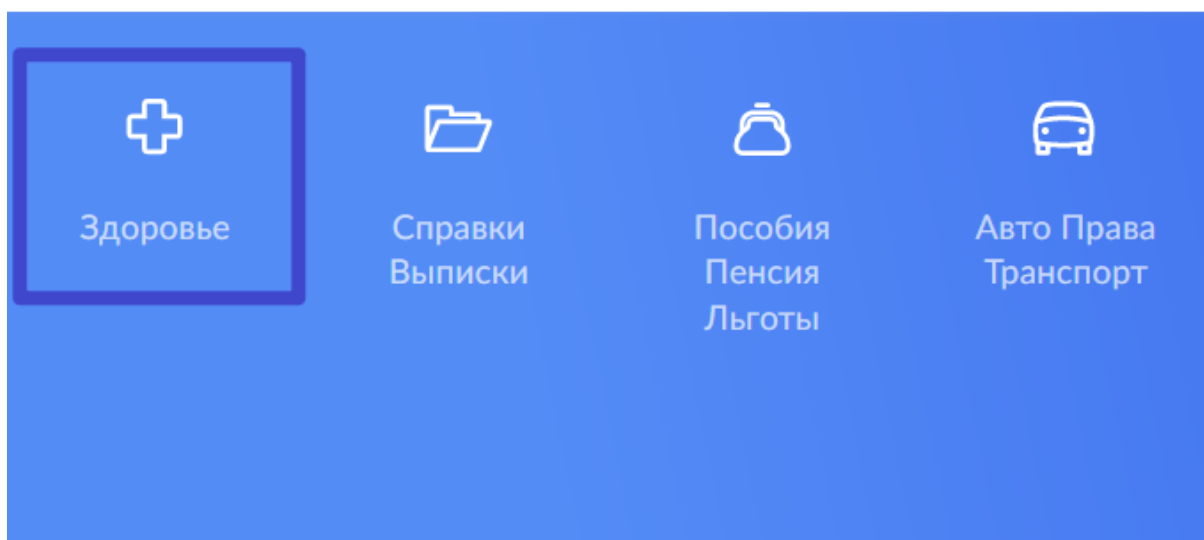 Здоровье
Справки
Выписки
Пособия
Пенсия
Льготы
Авто Права
Транспорт